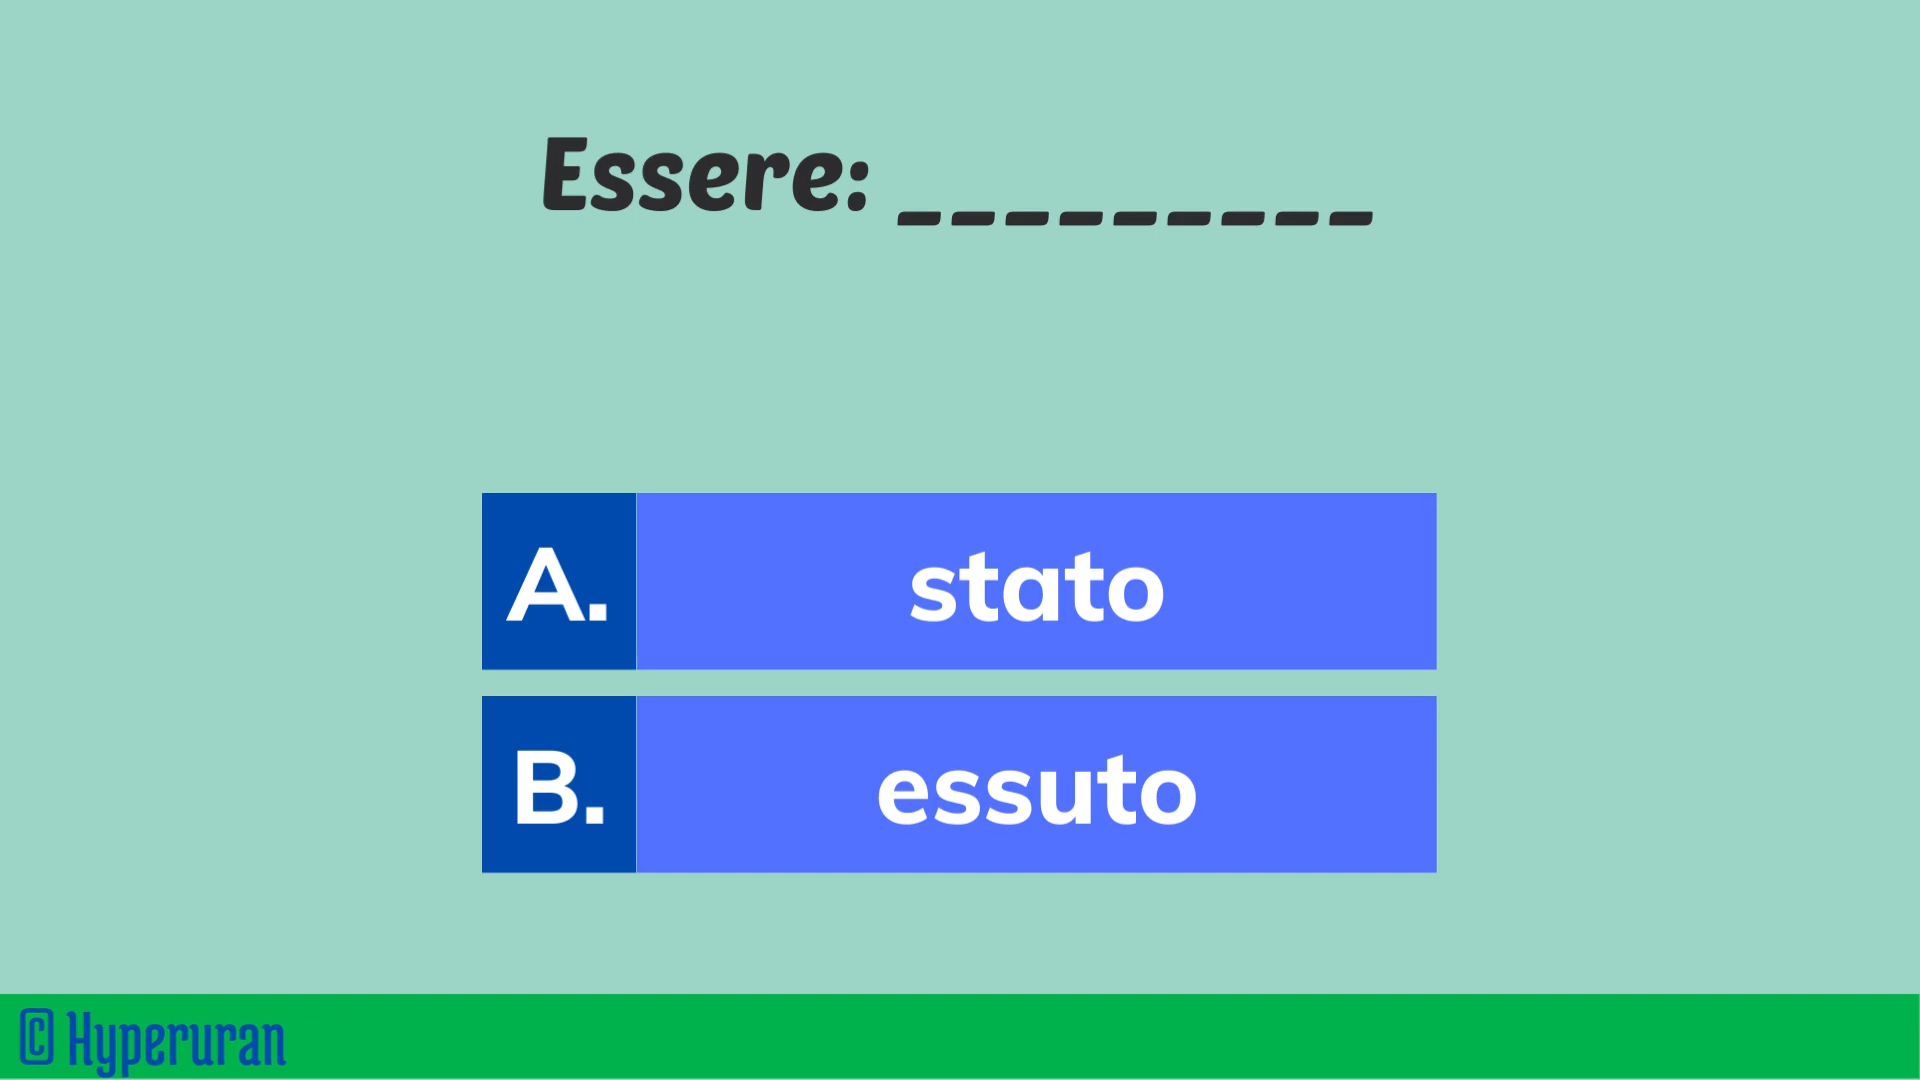 Essere: _________
A. stato
B. essuto
© Hyperuran